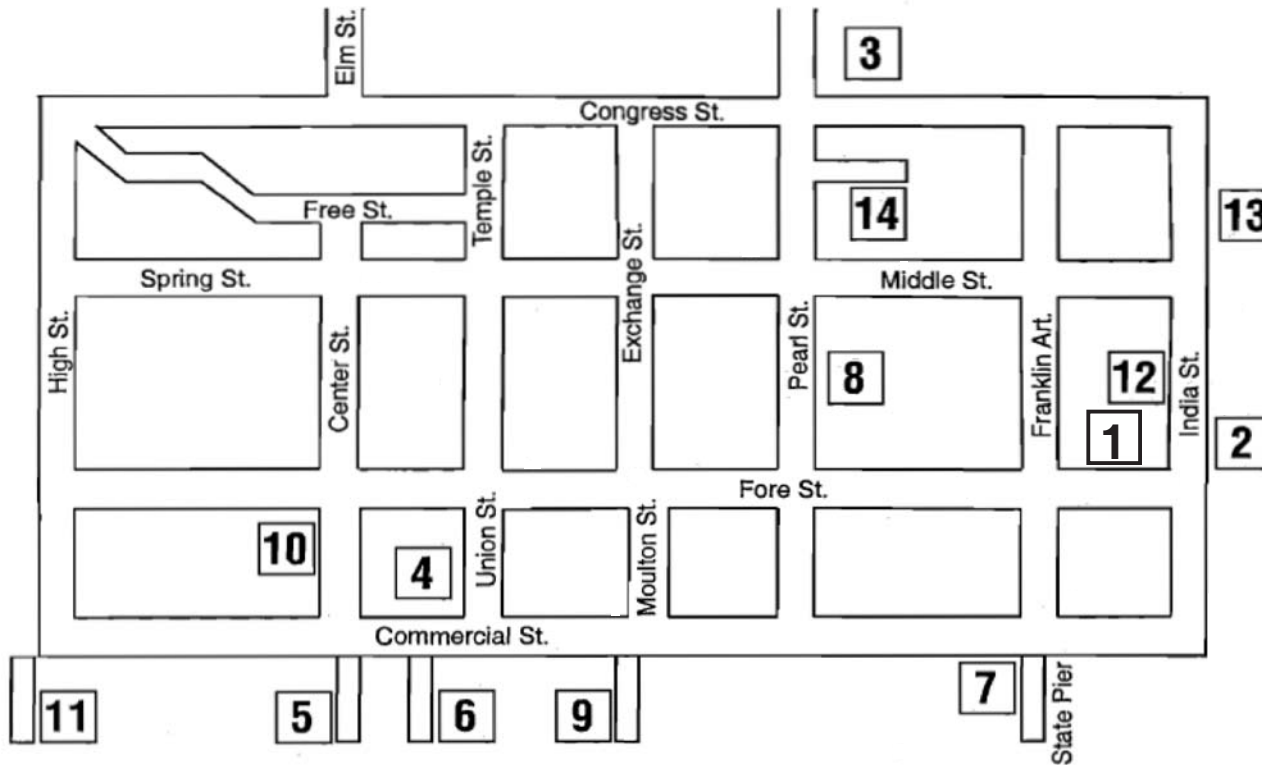 Elm St.
3
Congress St.
Temple St.
Free St.
14
13
Exchange St.
Spring St.
Middle St.
High St.
Center St.
Pearl St.
8
Franklin Art.
12
India St.
1
2
Fore St.
10
4
Union St.
Moulton St.
Commercial St.
11
5
6
9
7
State Pier